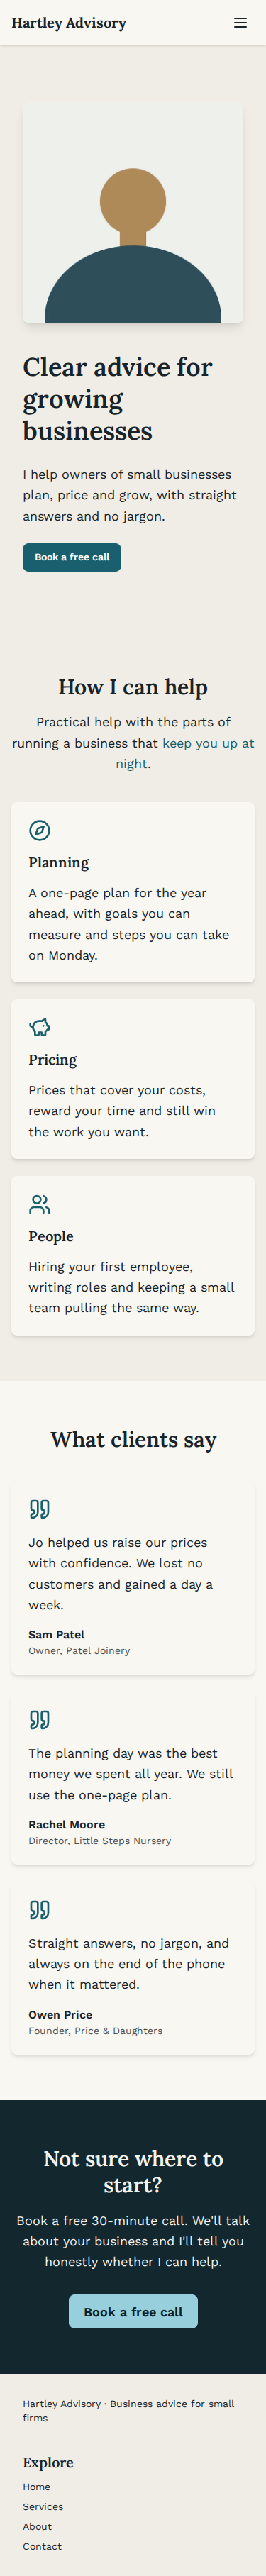 Hartley Advisory
Clear advice for
growing
businesses
I help owners of small businesses
plan, price and grow, with straight
answers and no jargon.
Book a free call
How I can help
Practical help with the parts of
running a business that keep you up at
night.
Planning
A one-page plan for the year
ahead, with goals you can
measure and steps you can take
on Monday.
Pricing
Prices that cover your costs,
reward your time and still win
the work you want.
People
Hiring your first employee,
writing roles and keeping a small
team pulling the same way.
What clients say
Jo helped us raise our prices
with confidence. We lost no
customers and gained a day a
week.
Sam Patel
Owner, Patel Joinery
The planning day was the best
money we spent all year. We still
use the one-page plan.
Rachel Moore
Director, Little Steps Nursery
Straight answers, no jargon, and
always on the end of the phone
when it mattered.
Owen Price
Founder, Price & Daughters
Not sure where to
start?
Book a free 30-minute call. We'll talk
about your business and I'll tell you
honestly whether I can help.
Book a free call
Hartley Advisory · Business advice for small
firms
Explore
Home
Services
About
Contact